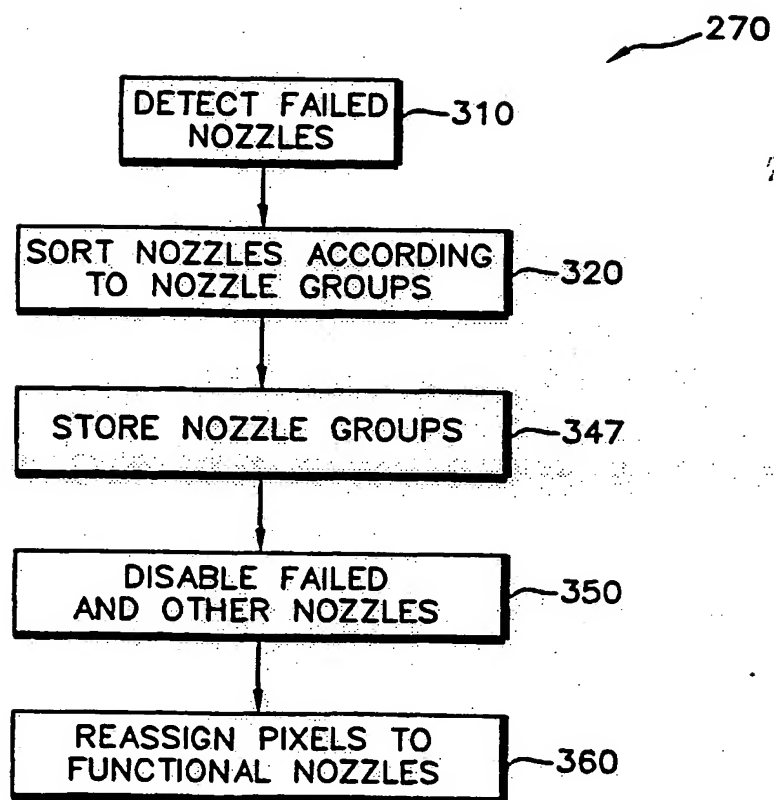 270
DETECT FAILED
NOZZLES
310
SORT NOZZLES ACCORDING
TO NOZZLE GROUPS
320
STORE NOZZLE GROUPS
347
DISABLE FAILED
AND OTHER NOZZLES
350
REASSIGN PIXELS TO
FUNCTIONAL NOZZLES
360